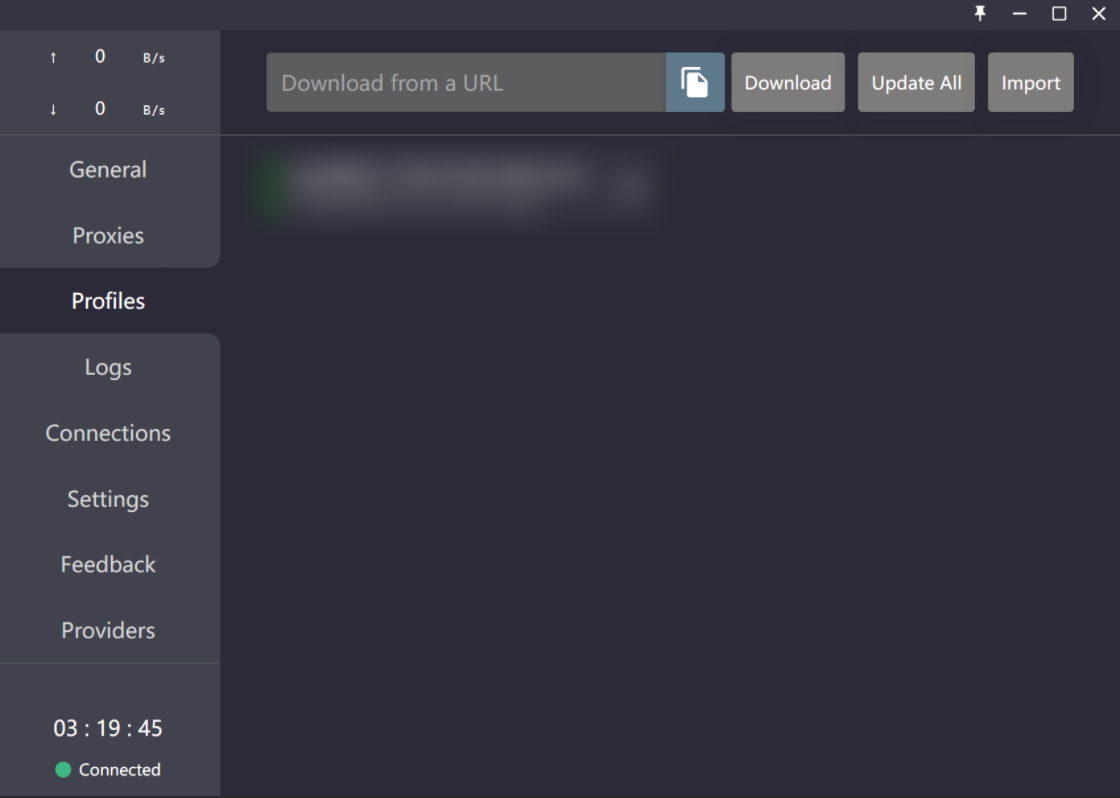 ↑ 0 B/s
↓ 0 B/s
Download from a URL
Download
Update All
Import
General
Proxies
Profiles
Logs
Connections
Settings
Feedback
Providers
03 : 19 : 45
Connected